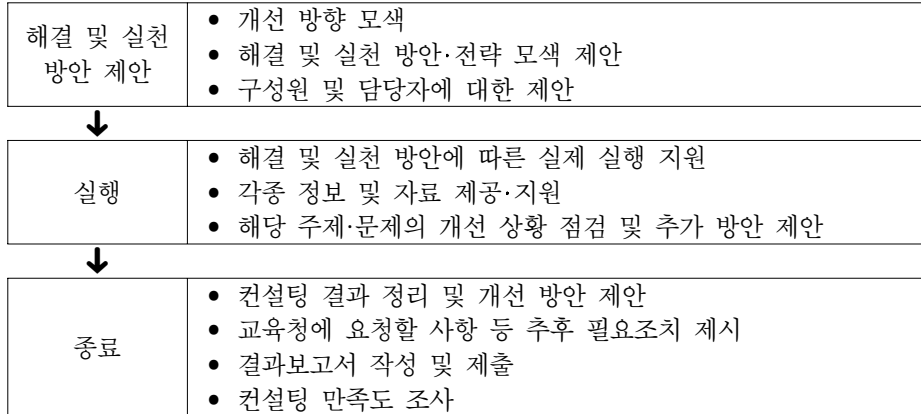 해결 및 실천
방안 제안
• 개선 방향 모색
• 해결 및 실천 방안·전략 모색 제안
• 구성원 및 담당자에 대한 제안
실행
• 해결 및 실천 방안에 따른 실제 실행 지원
• 각종 정보 및 자료 제공·지원
• 해당 주제·문제의 개선 상황 점검 및 추가 방안 제안
종료
• 컨설팅 결과 정리 및 개선 방안 제안
• 교육청에 요청할 사항 등 추후 필요조치 제시
• 결과보고서 작성 및 제출
• 컨설팅 만족도 조사